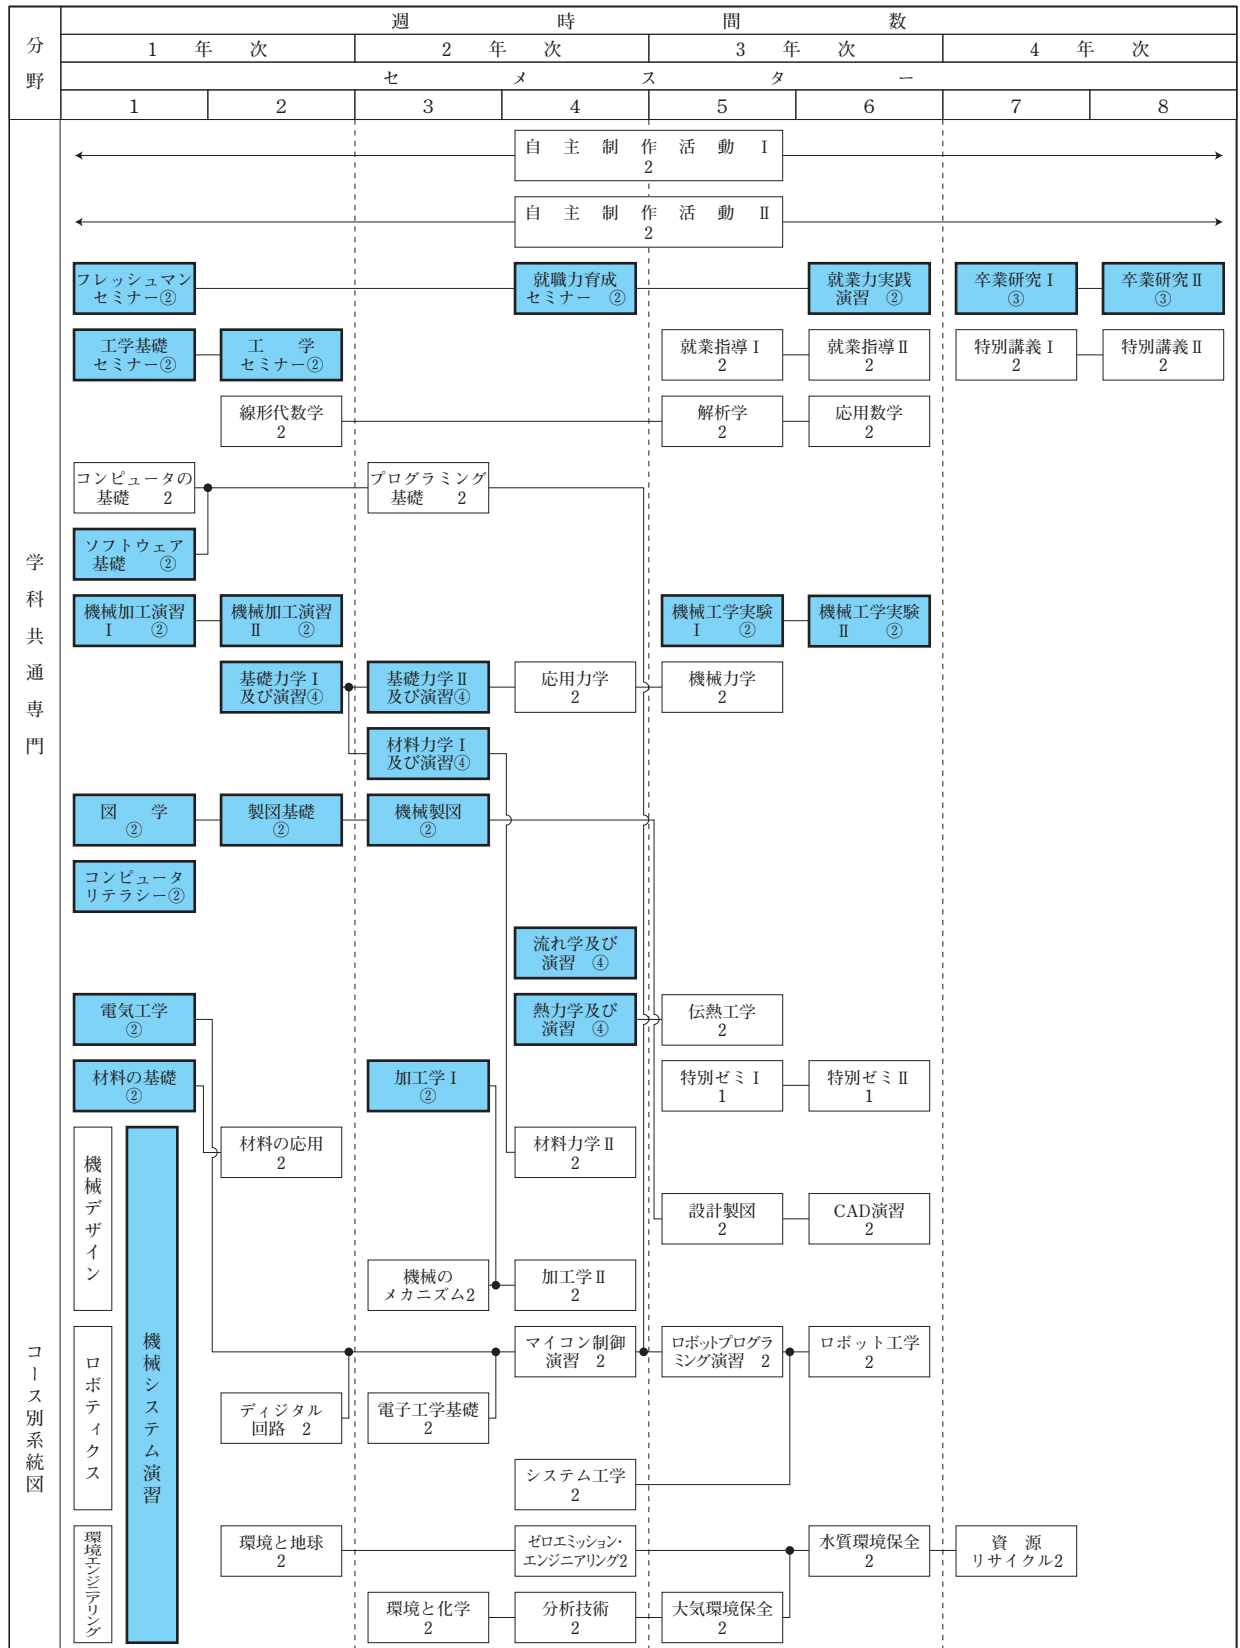 分野
週時間数
1年次
2年次
3年次
4年次
セメスター
1 2 3 4 5 6 7 8
学科共通専門
自主制作活動Ⅰ
2
自主制作活動Ⅱ
2
フレッシュマン
セミナー②
就職力育成
セミナー ②
就業力実践
演習 ②
卒業研究Ⅰ
③
卒業研究Ⅱ
③
工学基礎
セミナー②
工学
セミナー②
就業指導Ⅰ
2
就業指導Ⅱ
2
特別講義Ⅰ
2
特別講義Ⅱ
2
線形代数学
2
解析学
2
応用数学
2
コンピュータの
基礎 2
プログラミング
基礎 2
ソフトウェア
基礎 ②
機械加工演習
Ⅰ ②
機械加工演習
Ⅱ ②
機械工学実験
Ⅰ ②
機械工学実験
Ⅱ ②
基礎力学Ⅰ
及び演習④
基礎力学Ⅱ
及び演習④
応用力学
2
機械力学
2
材料力学Ⅰ
及び演習④
図学
②
製図基礎
②
機械製図
②
コンピュータ
リテラシー②
流れ学及び
演習 ④
電気工学
②
熱力学及び
演習 ④
伝熱工学
2
材料の基礎
②
加工学Ⅰ
②
特別ゼミⅠ
1
特別ゼミⅡ
1
コース別系統図
機械デザイン
機械システム演習
材料の応用
2
材料力学Ⅱ
2
設計製図
2
CAD演習
2
機械の
メカニズム2
加工学Ⅱ
2
ロボティクス
マイコン制御
演習 2
ロボットプログラ
ミング演習 2
ロボット工学
2
ディジタル
回路 2
電子工学基礎
2
システム工学
2
環境エンジニアリング
環境と地球
2
ゼロエミッション・
エンジニアリング2
水質環境保全
2
資源
リサイクル2
環境と化学
2
分析技術
2
大気環境保全
2